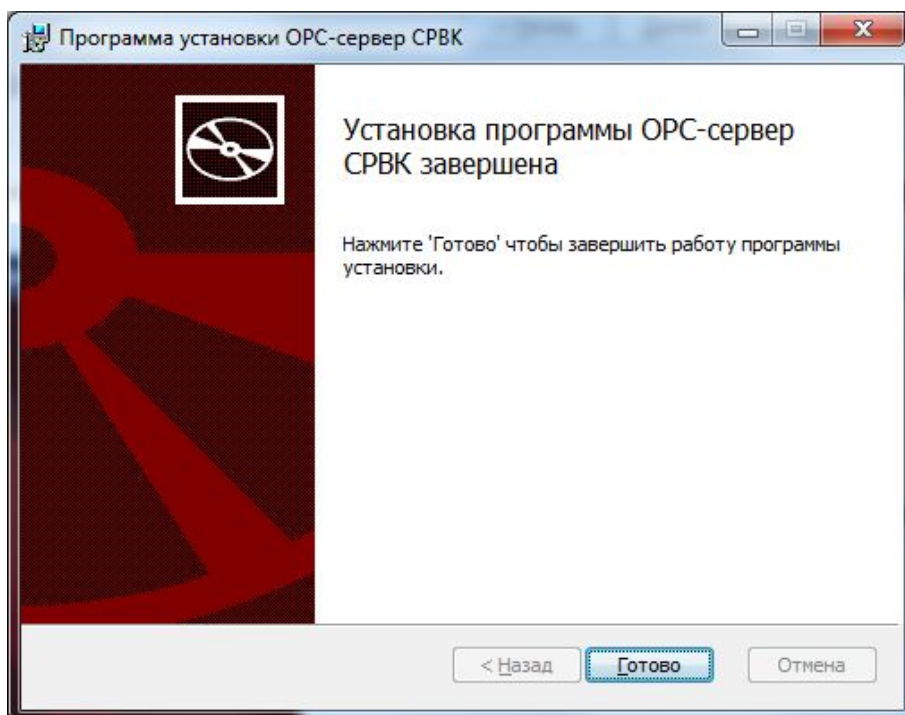 Программа установки OPC-сервер СРВК
Установка программы OPC-сервер
СРВК завершена
Нажмите 'Готово' чтобы завершить работу программы
установки.
< Назад
Готово
Отмена